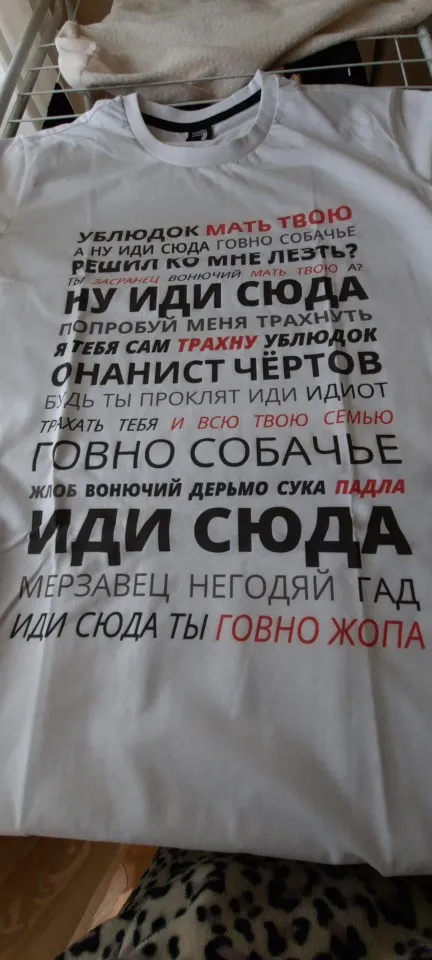 УБЛЮДОК МАТЬ ТВОЮ
А НУ ИДИ СЮДА ГОВНО СОБАЧЬЕ
РЕШИЛ КО МНЕ ЛЕЗТЬ?
ТЫ ЗАСРАНЕЦ ВОНЮЧИЙ МАТЬ ТВОЮ А?
НУ ИДИ СЮДА
ПОПРОБУЙ МЕНЯ ТРАХНУТЬ
Я ТЕБЯ САМ ТРАХНУ УБЛЮДОК
ОНАНИСТ ЧЁРТОВ
БУДЬ ТЫ ПРОКЛЯТ ИДИ ИДИОТ
ТРАХАТЬ ТЕБЯ И ВСЮ ТВОЮ СЕМЬЮ
ГОВНО СОБАЧЬЕ
ЖЛОБ ВОНЮЧИЙ ДЕРЬМО СУКА ПАДЛА
ИДИ СЮДА
МЕРЗАВЕЦ НЕГОДЯЙ ГАД
ИДИ СЮДА ТЫ ГОВНО ЖОПА